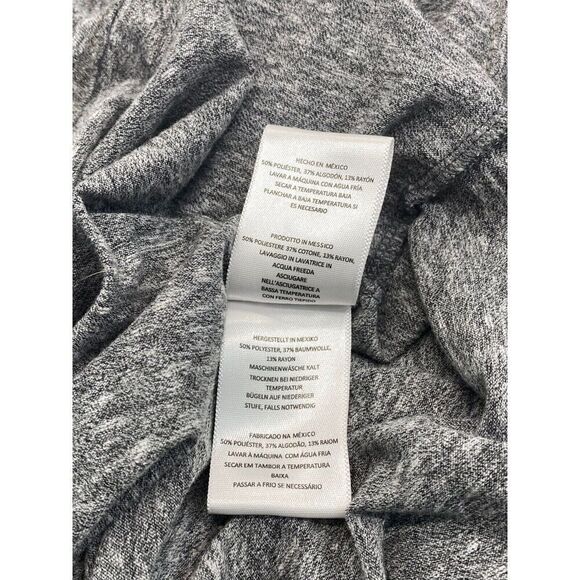 HECHO EN MÉXICO
50% POLIÉSTER, 37% ALGODÓN, 13% RAYÓN
LAVAR A MÁQUINA CON AGUA FRÍA
SECAR A TEMPERATURA BAJA
PLANCHAR A BAJA TEMPERATURA SI
ES NECESARIO
PRODOTTO IN MESSICO
50% POLIESTERE 37% COTONE, 13% RAYON,
LAVAGGIO IN LAVATRICE IN
ACQUA FREEDA
ASCIUGARE
NELL'ASCIUGATRICE A
BASSA TEMPERATURA
CON FERRO TIEPIDO
HERGESTELLT IN MEXIKO
50% POLYESTER, 37% BAUMWOLLE,
13% RAYON
MASCHINENWÄSCHE KALT
TROCKNEN BEI NIEDRIGER
TEMPERATUR
BÜGELN AUF NIEDERIGER
STUFE, FALLS NOTWENDIG
FABRICADO NA MÉXICO
50% POLIÉSTER, 37% ALGODÃO, 13% RAIOM
LAVAR À MÁQUINA COM ÁGUA FRIA
SECAR EM TAMBOR A TEMPERATURA
BAIXA
PASSAR A FRIO SE NECESSÁRIO